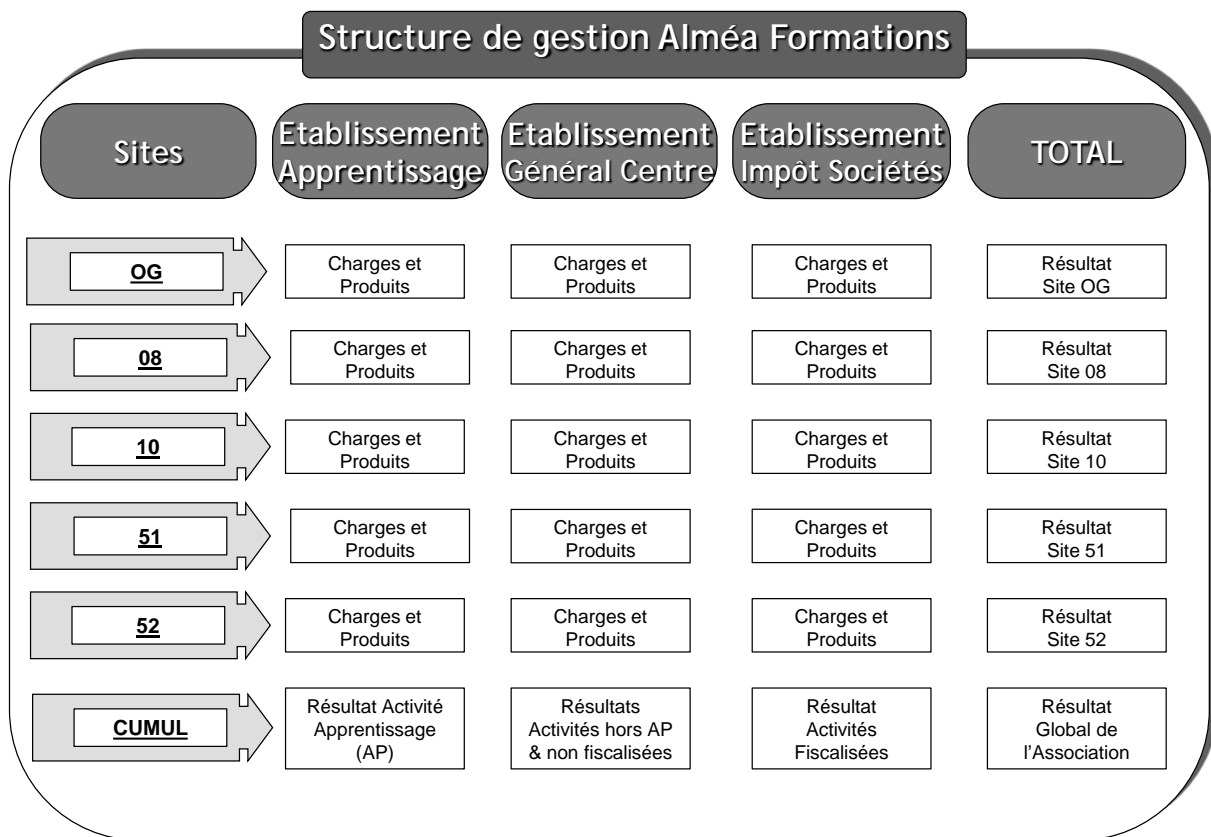 Structure de gestion Alméa Formations
Sites
Etablissement
Apprentissage
Etablissement
Général Centre
Etablissement
Impôt Sociétés
TOTAL
OG
Charges et
Produits
Charges et
Produits
Charges et
Produits
Résultat
Site OG
08
Charges et
Produits
Charges et
Produits
Charges et
Produits
Résultat
Site 08
10
Charges et
Produits
Charges et
Produits
Charges et
Produits
Résultat
Site 10
51
Charges et
Produits
Charges et
Produits
Charges et
Produits
Résultat
Site 51
52
Charges et
Produits
Charges et
Produits
Charges et
Produits
Résultat
Site 52
CUMUL
Résultat Activité
Apprentissage
(AP)
Résultats
Activités hors AP
& non fiscalisées
Résultat
Activités
Fiscalisées
Résultat
Global de
l'Association